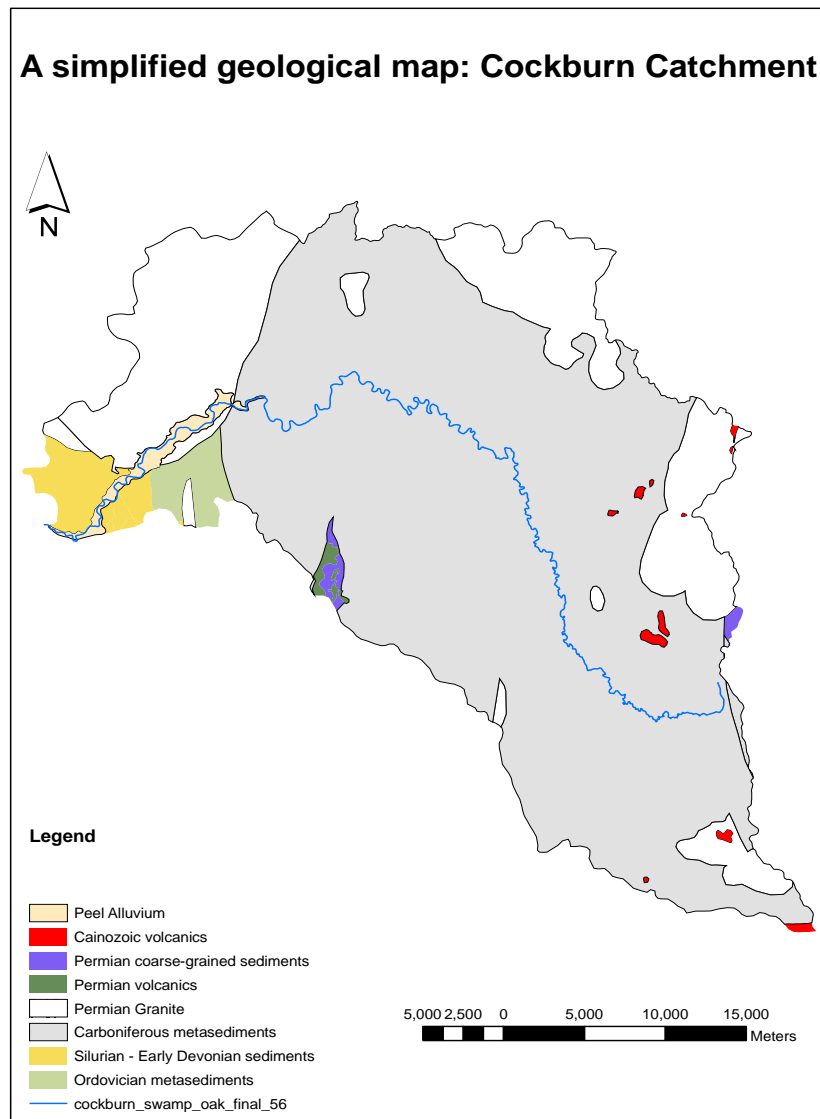 A simplified geological map: Cockburn Catchment
N
Legend
Peel Alluvium
Cainozoic volcanics
Permian coarse-grained sediments
Permian volcanics
Permian Granite
Carboniferous metasediments
Silurian - Early Devonian sediments
Ordovician metasediments
cockburn_swamp_oak_final_56
5,000 2,500 0 5,000 10,000 15,000
Meters